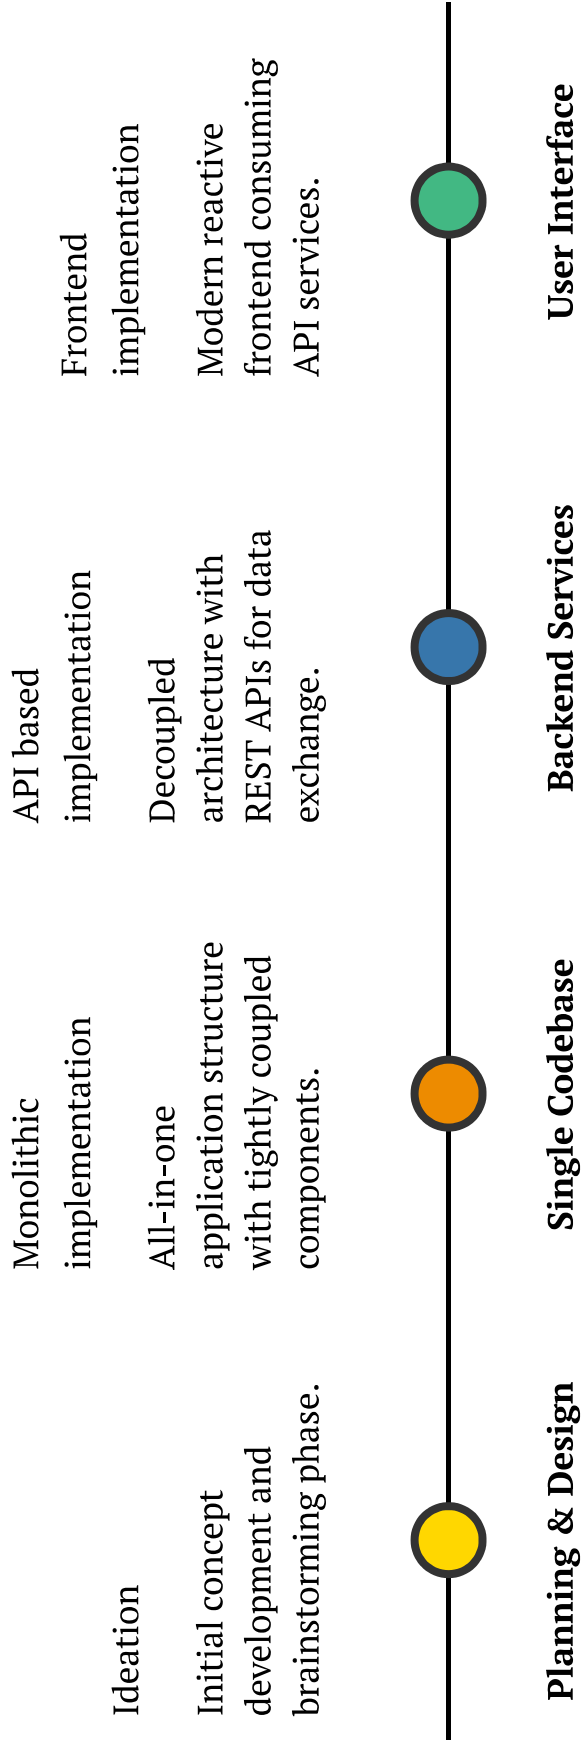 Ideation
Initial concept
development and
brainstorming phase.
Planning & Design
Monolithic
implementation
All-in-one
application structure
with tightly coupled
components.
Single Codebase
API based
implementation
Decoupled
architecture with
REST APIs for data
exchange.
Backend Services
Frontend
implementation
Modern reactive
frontend consuming
API services.
User Interface